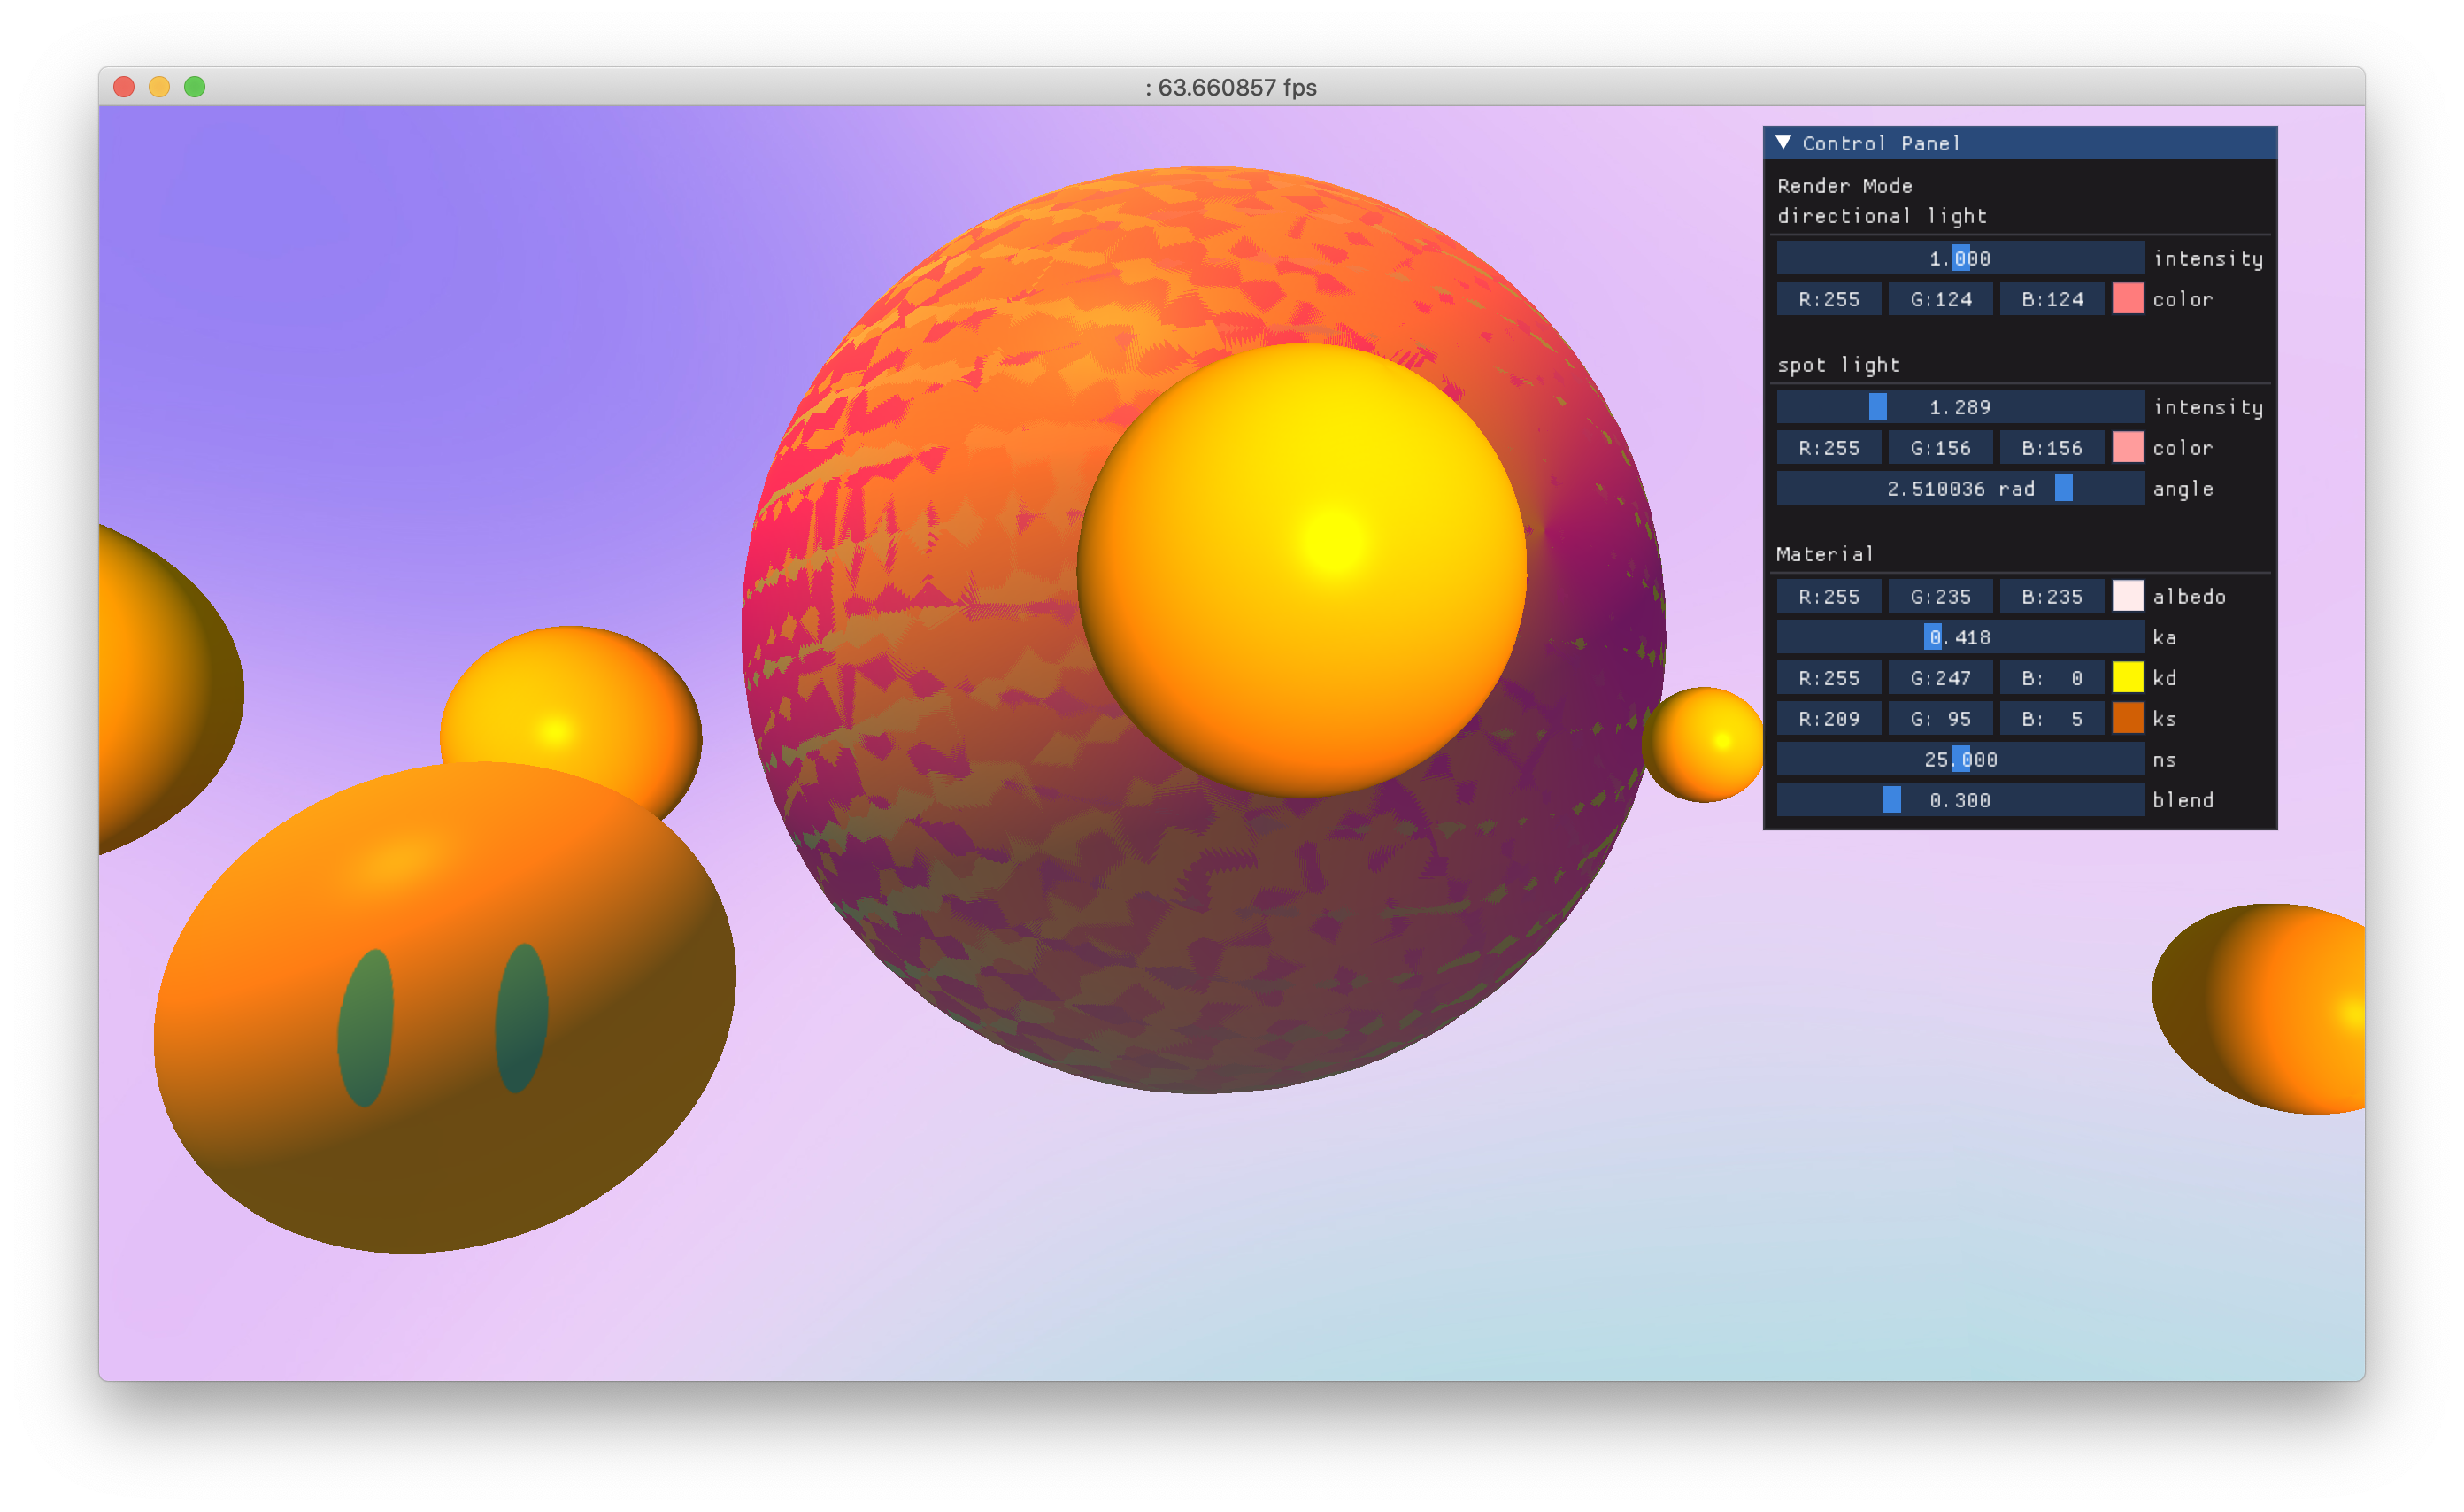 : 63.660857 fps
Control Panel
Render Mode
directional light
1.000 intensity
R:255 G:124 B:124 color
spot light
1.289 intensity
R:255 G:156 B:156 color
2.510036 rad angle
Material
R:255 G:235 B:235 albedo
0.418 ka
R:255 G:247 B: 0 kd
R:209 G: 95 B: 5 ks
25.000 ns
0.300 blend